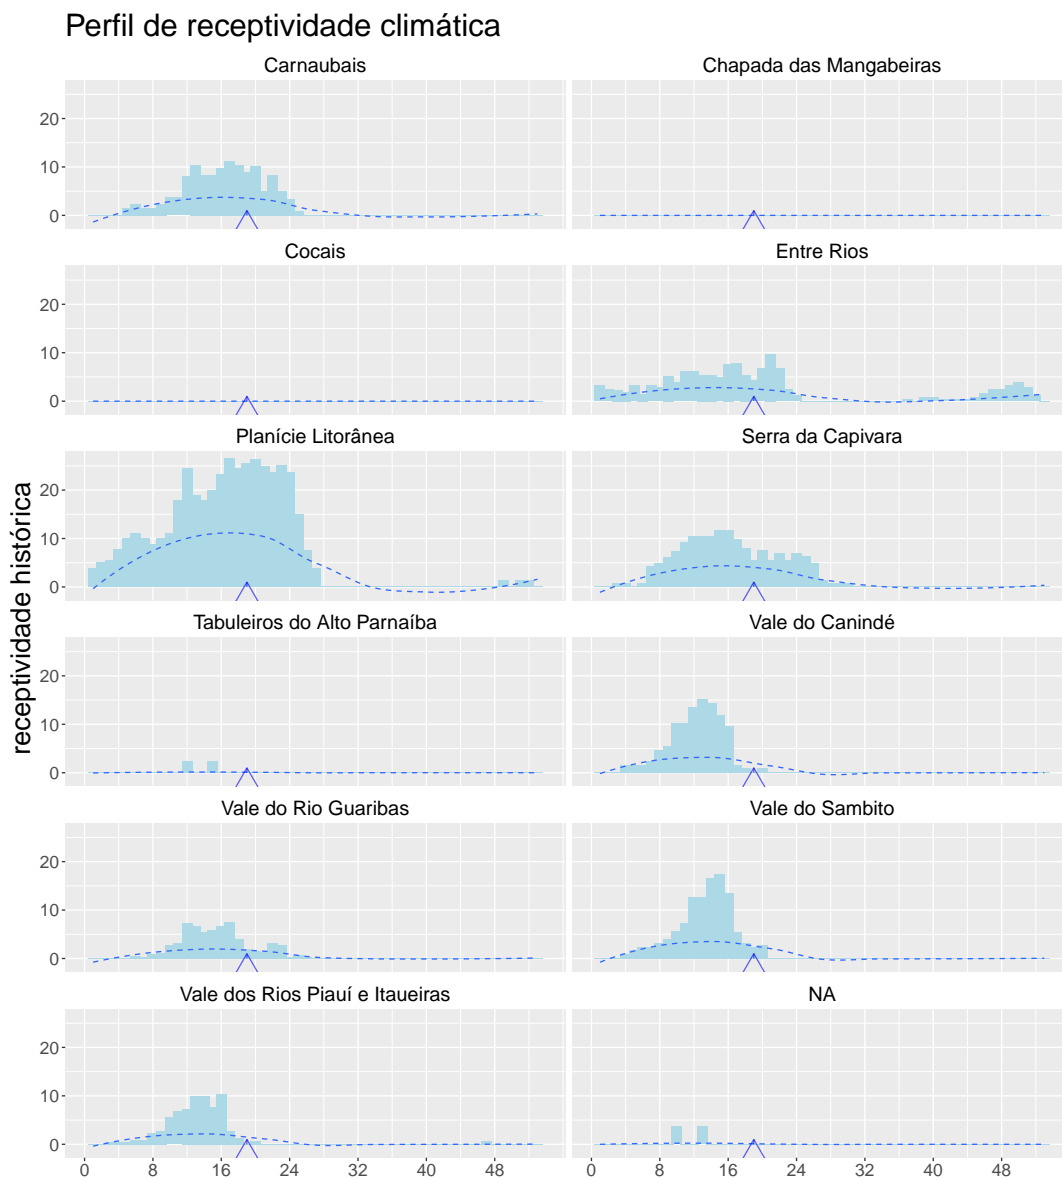 Perfil de receptividade climática
Carnaubais
Chapada das Mangabeiras
20
10
0
Cocais
Entre Rios
20
10
0
Planície Litorânea
Serra da Capivara
20
10
0
receptividade histórica
Tabuleiros do Alto Parnaíba
Vale do Canindé
20
10
0
Vale do Rio Guaribas
Vale do Sambito
20
10
0
Vale dos Rios Piauí e Itaueiras
NA
20
10
0
0 8 16 24 32 40 48
0 8 16 24 32 40 48